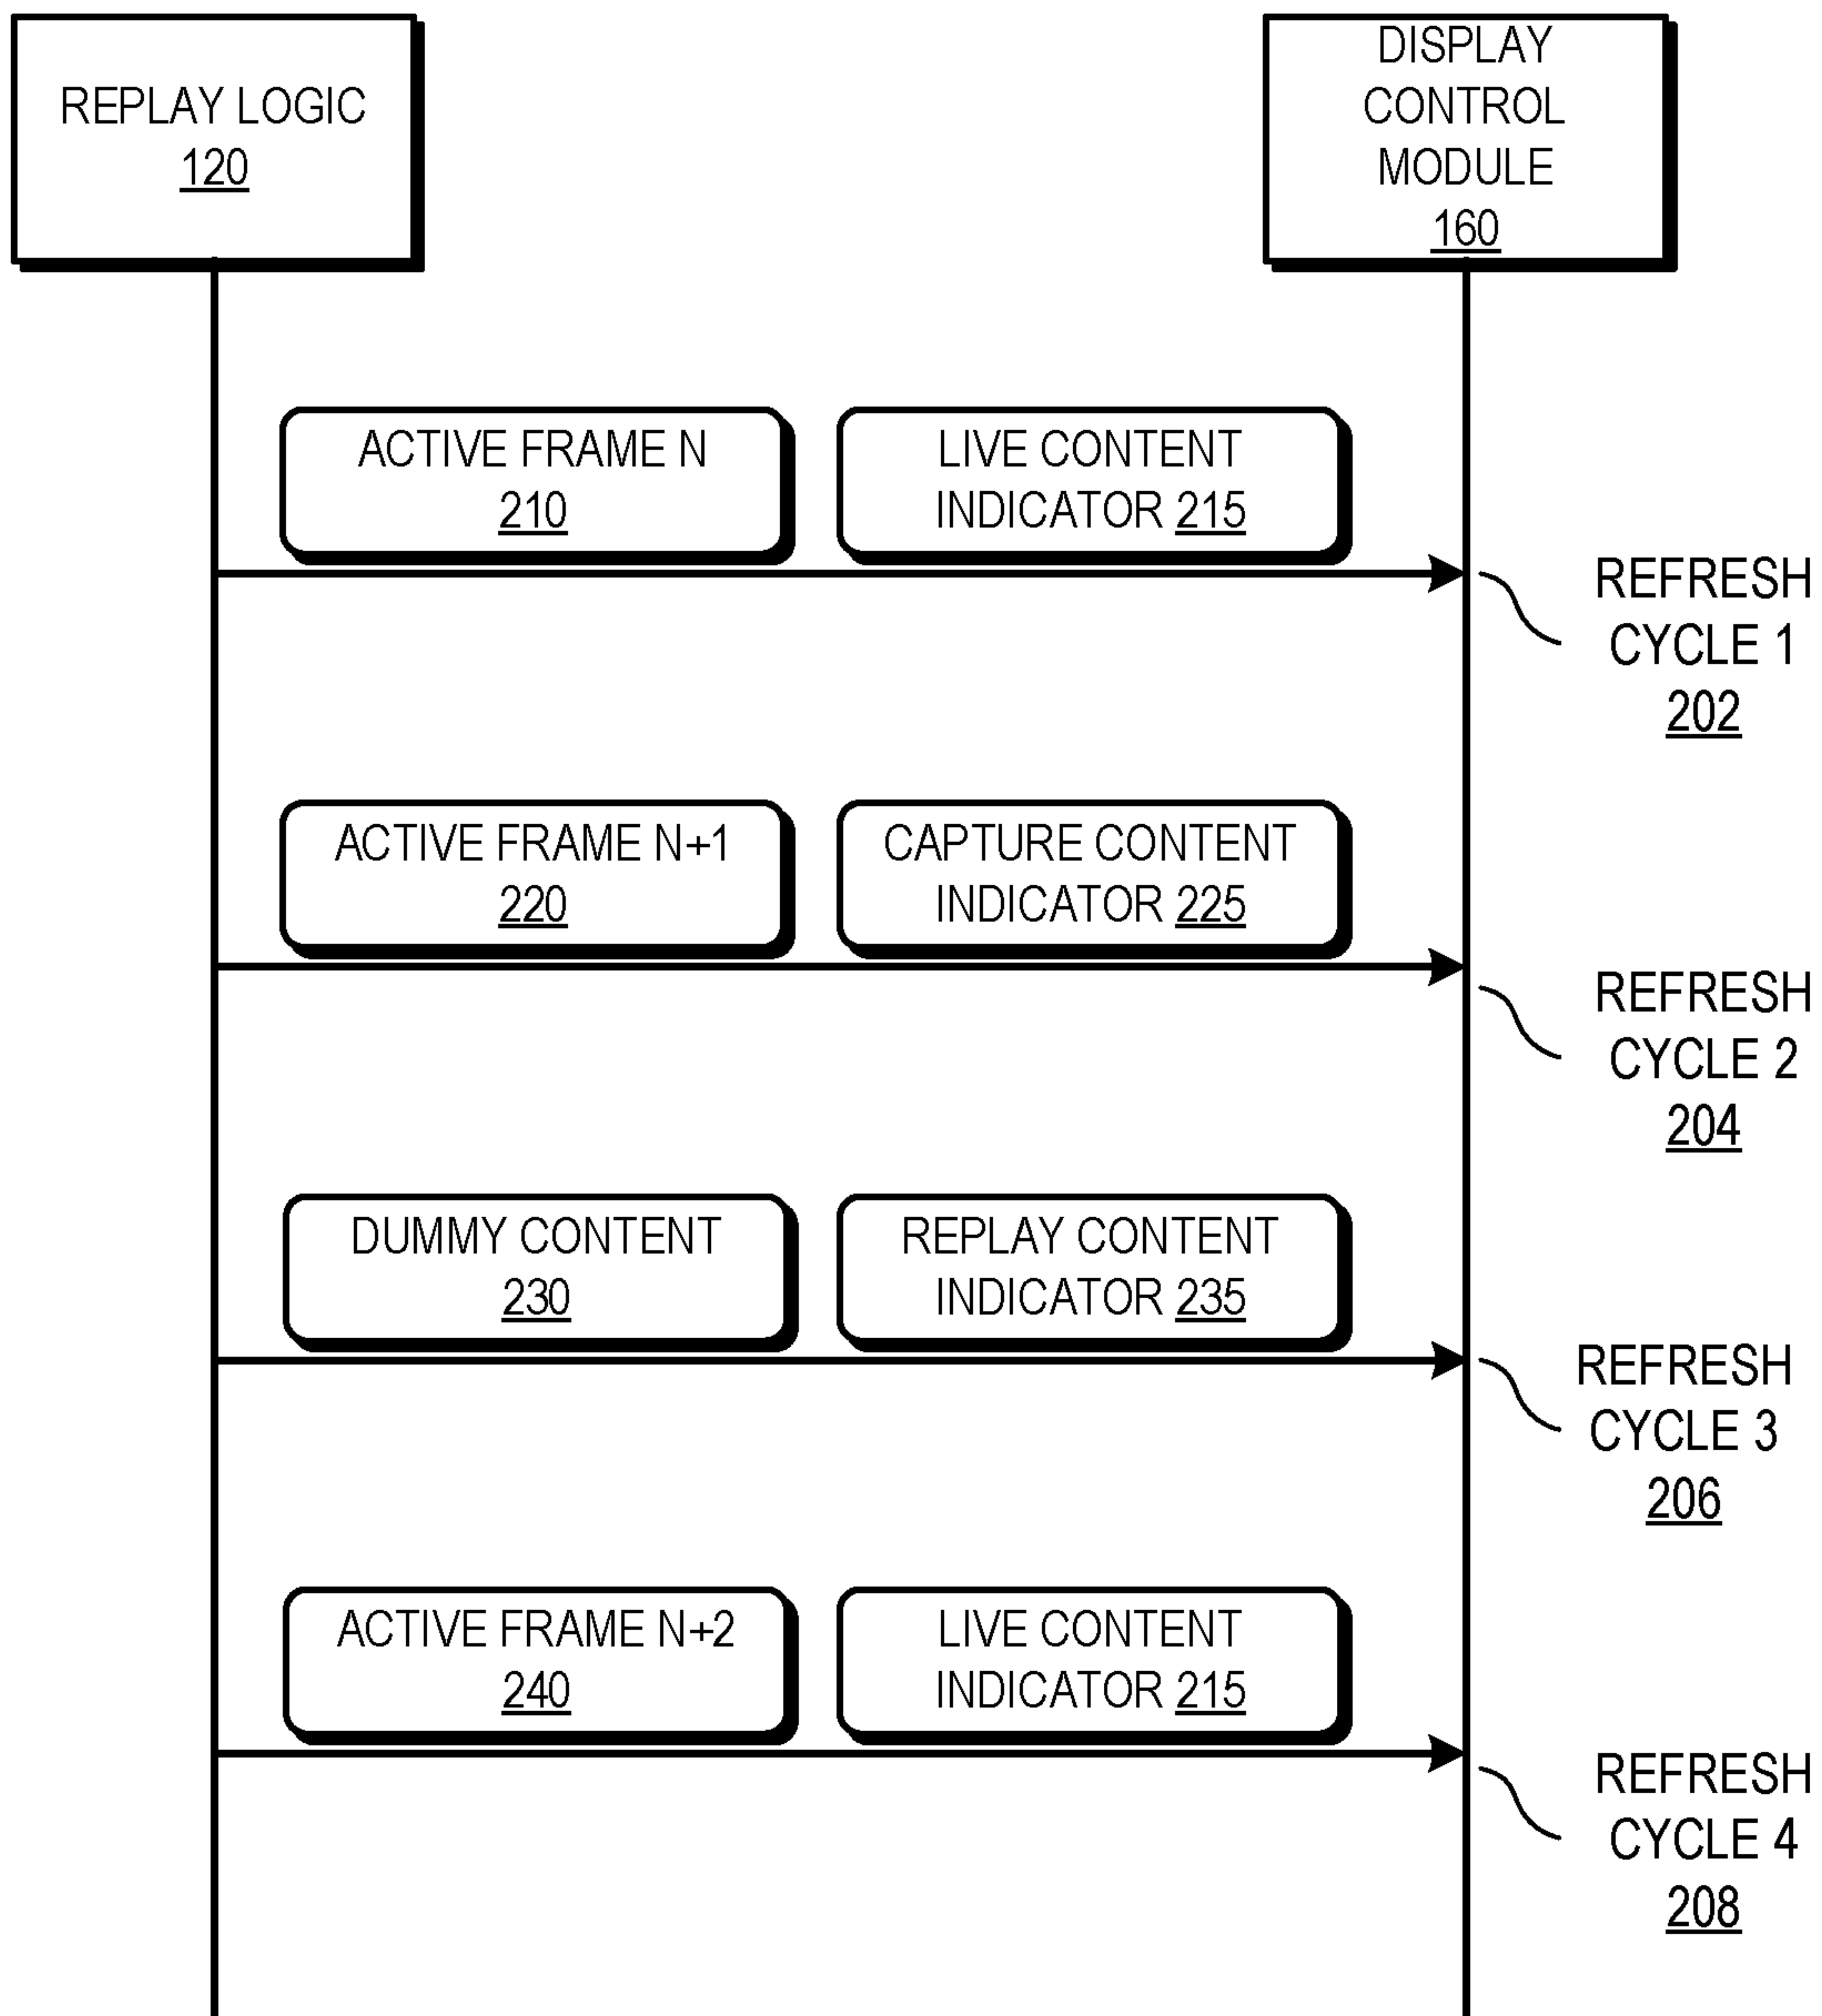 REPLAY LOGIC
120
DISPLAY
CONTROL
MODULE
160
ACTIVE FRAME N
210
LIVE CONTENT
INDICATOR 215
REFRESH
CYCLE 1
202
ACTIVE FRAME N+1
220
CAPTURE CONTENT
INDICATOR 225
REFRESH
CYCLE 2
204
DUMMY CONTENT
230
REPLAY CONTENT
INDICATOR 235
REFRESH
CYCLE 3
206
ACTIVE FRAME N+2
240
LIVE CONTENT
INDICATOR 215
REFRESH
CYCLE 4
208